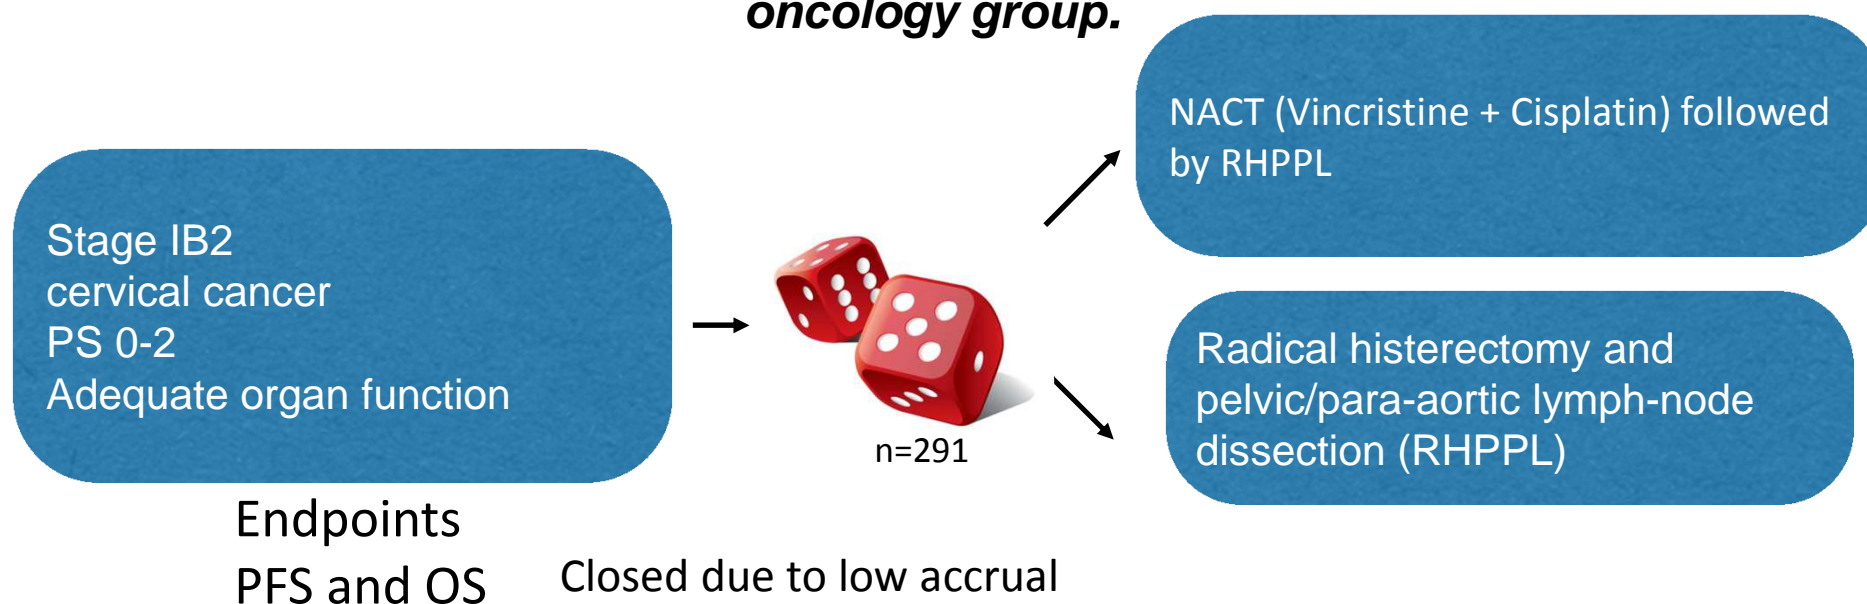 oncology group.
NACT (Vincristine + Cisplatin) followed
by RHPPL
Stage IB2
cervical cancer
PS 0-2
Adequate organ function
n=291
Radical histerectomy and
pelvic/para-aortic lymph-node
dissection (RHPPL)
Endpoints
PFS and OS
Closed due to low accrual